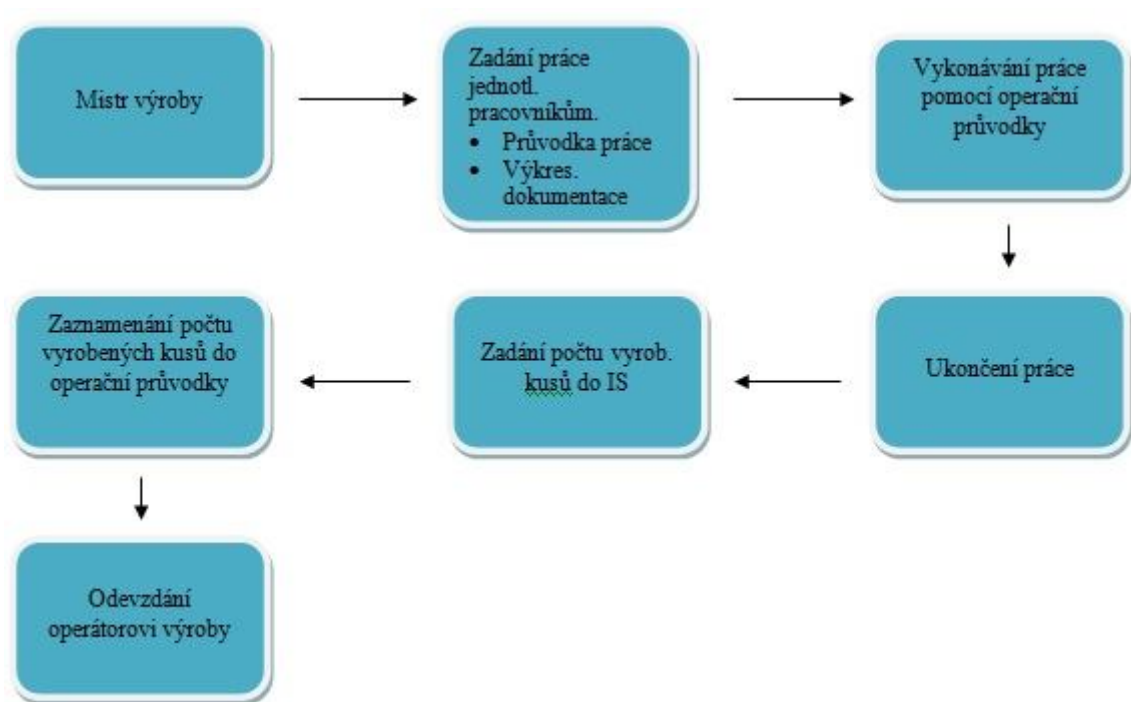 Mistr výroby
Zadání práce
jednotl.
pracovníkům.
• Průvodka práce
• Výkres.
dokumentace
Vykonávání práce
pomocí operační
průvodky
Ukončení práce
Zadání počtu vyrob.
kusů do IS
Zaznamenání počtu
vyrobených kusů do
operační průvodky
Odevzdání
operátorovi výroby